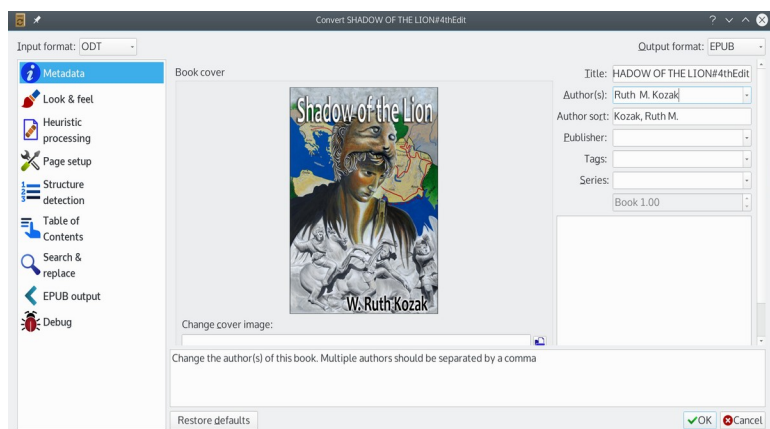 Convert SHADOW OF THE LION#4thEdit
Input format: ODT
Output format: EPUB
Metadata
Look & feel
Heuristic
processing
Page setup
Structure
detection
Table of
Contents
Search &
replace
EPUB output
Debug
Book cover
Shadow of the Lion
W. Ruth Kozak
Change cover image:
Title: HADOW OF THE LION#4thEdit
Author(s): Ruth M. Kozak
Author sort: Kozak, Ruth M.
Publisher:
Tags:
Series:
Book 1.00
Change the author(s) of this book. Multiple authors should be separated by a comma
Restore defaults
OK
Cancel